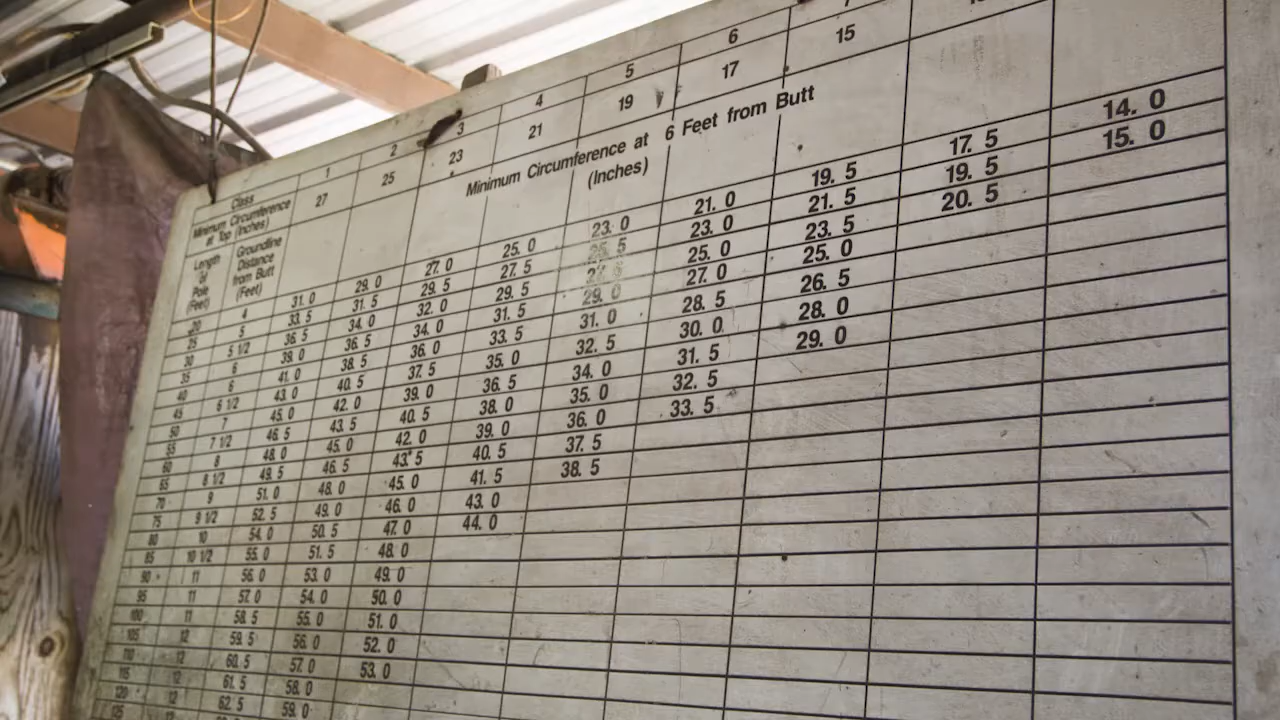 Class 1 2 3 4 5 6
Minimum Circumference
at Top (Inches) 27 25 23 21 19 17 15
Length
of
Pole
(Feet)
Groundline
Distance
from Butt
(Feet)
Minimum Circumference at 6 Feet from Butt
(Inches)
20 4 31. 0 29. 0 27. 0 25. 0 23. 0 21. 0 19. 5 17. 5 14. 0
25 5 33. 5 31. 5 29. 5 27. 5 25. 5 23. 0 21. 5 19. 5 15. 0
30 5 1/2 36. 5 34. 0 32. 0 29. 5 27. 5 25. 0 23. 5 20. 5
35 6 39. 0 36. 5 34. 0 31. 5 29. 0 27. 0 25. 0
40 6 41. 0 38. 5 36. 0 33. 5 31. 0 28. 5 26. 5
45 6 1/2 43. 0 40. 5 37. 5 35. 0 32. 5 30. 0 28. 0
50 7 45. 0 42. 0 39. 0 36. 5 34. 0 31. 5 29. 0
55 7 1/2 46. 5 43. 5 40. 5 38. 0 35. 0 32. 5
60 8 48. 0 45. 0 42. 0 39. 0 36. 0 33. 5
65 8 1/2 49. 5 46. 5 43. 5 40. 5 37. 5
70 9 51. 0 48. 0 45. 0 41. 5 38. 5
75 9 1/2 52. 5 49. 0 46. 0 43. 0
80 10 54. 0 50. 5 47. 0 44. 0
85 10 1/2 55. 0 51. 5 48. 0
90 11 56. 0 53. 0 49. 0
95 11 57. 0 54. 0 50. 0
100 11 58. 5 55. 0 51. 0
105 12 59. 5 56. 0 52. 0
110 12 60. 5 57. 0 53. 0
115 12 61. 5 58. 0
120 12 62. 5 59. 0
125 12